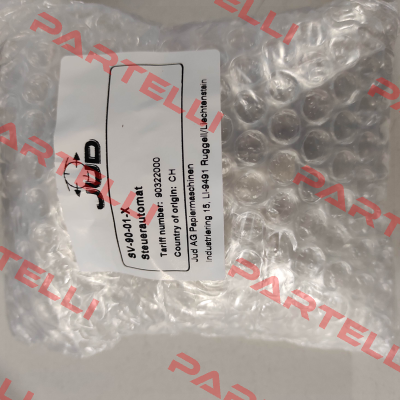 JUD
SV-90-01-X
Steuerautomat
Tariff number: 90322000
Country of origin: CH
Jud AG Papiermaschinen
Industriering 15, LI-9491 Ruggell/Liechtenstein
PARTELLI
PARTELLI
PARTELLI
PARTELLI